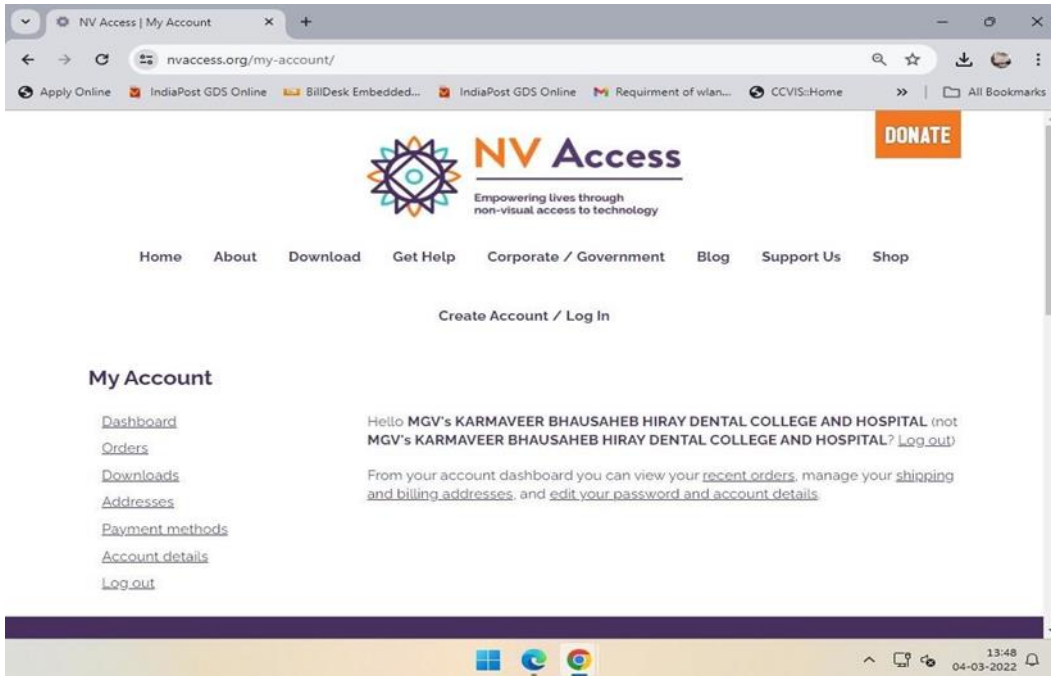 NV Access | My Account
nvaccess.org/my-account/
Apply Online IndiaPost GDS Online BillDesk Embedded... IndiaPost GDS Online Requirment of wlan... CCVIS::Home » All Bookmarks
DONATE
NV Access
Empowering lives through
non-visual access to technology
Home About Download Get Help Corporate / Government Blog Support Us Shop
Create Account / Log In
My Account
Dashboard
Orders
Downloads
Addresses
Payment methods
Account details
Log out
Hello MGV's KARMAVEER BHAUSAHEB HIRAY DENTAL COLLEGE AND HOSPITAL (not
MGV's KARMAVEER BHAUSAHEB HIRAY DENTAL COLLEGE AND HOSPITAL? Log out)
From your account dashboard you can view your recent orders, manage your shipping
and billing addresses, and edit your password and account details.
13:48
04-03-2022